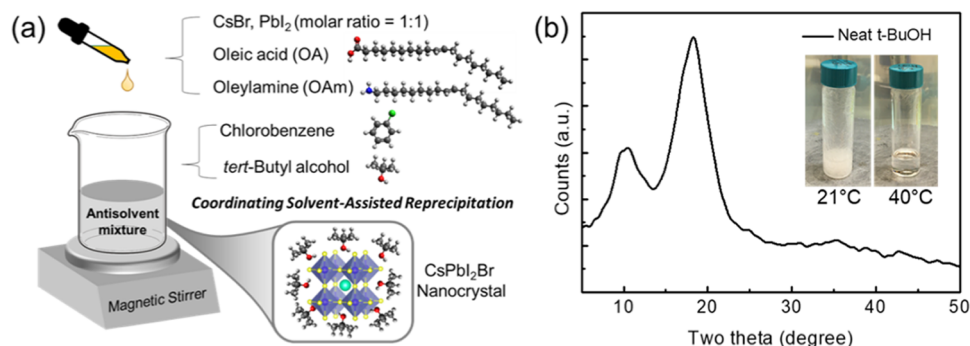 (a)
CsBr, PbI₂ (molar ratio = 1:1)
Oleic acid (OA)
Oleylamine (OAm)
Chlorobenzene
tert-Butyl alcohol
Coordinating Solvent-Assisted Reprecipitation
Antisolvent
mixture
Magnetic Stirrer
CsPbI₂Br
Nanocrystal
(b)
Neat t-BuOH
21°C 40°C
Counts (a.u.)
10 20 30 40 50
Two theta (degree)